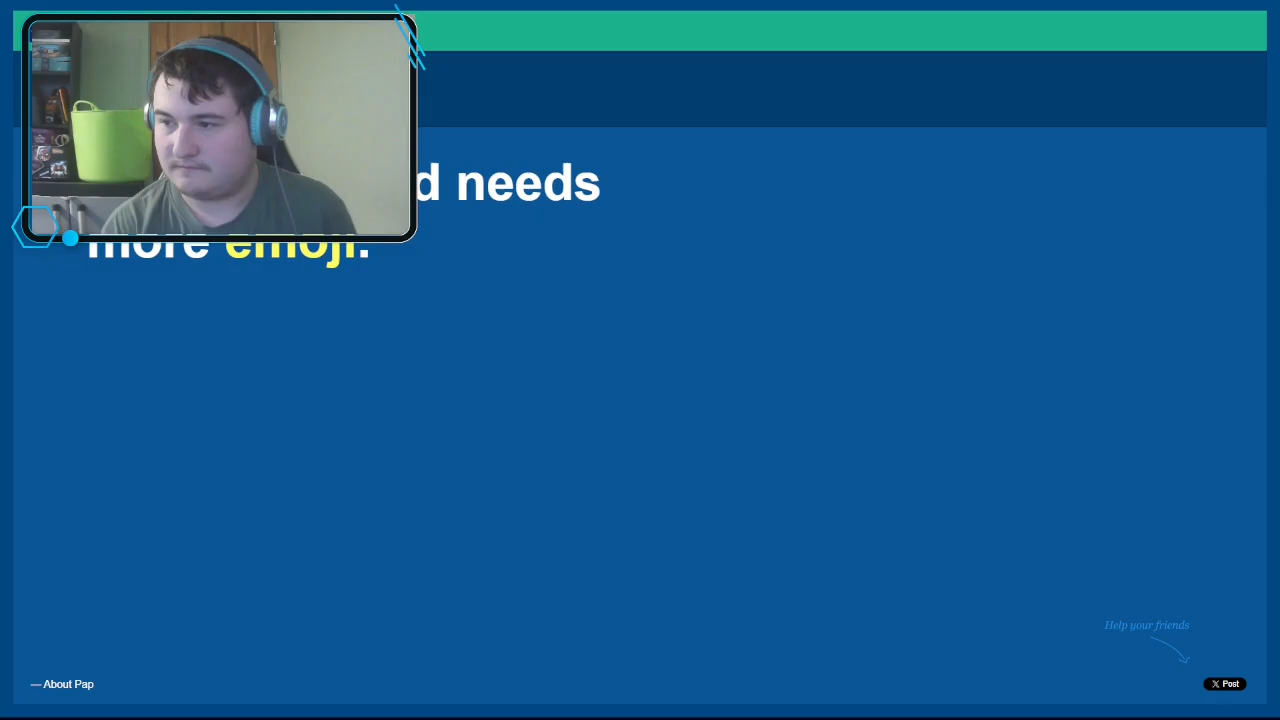 d needs
more emoji.
Help your friends
— About Pap
X Post